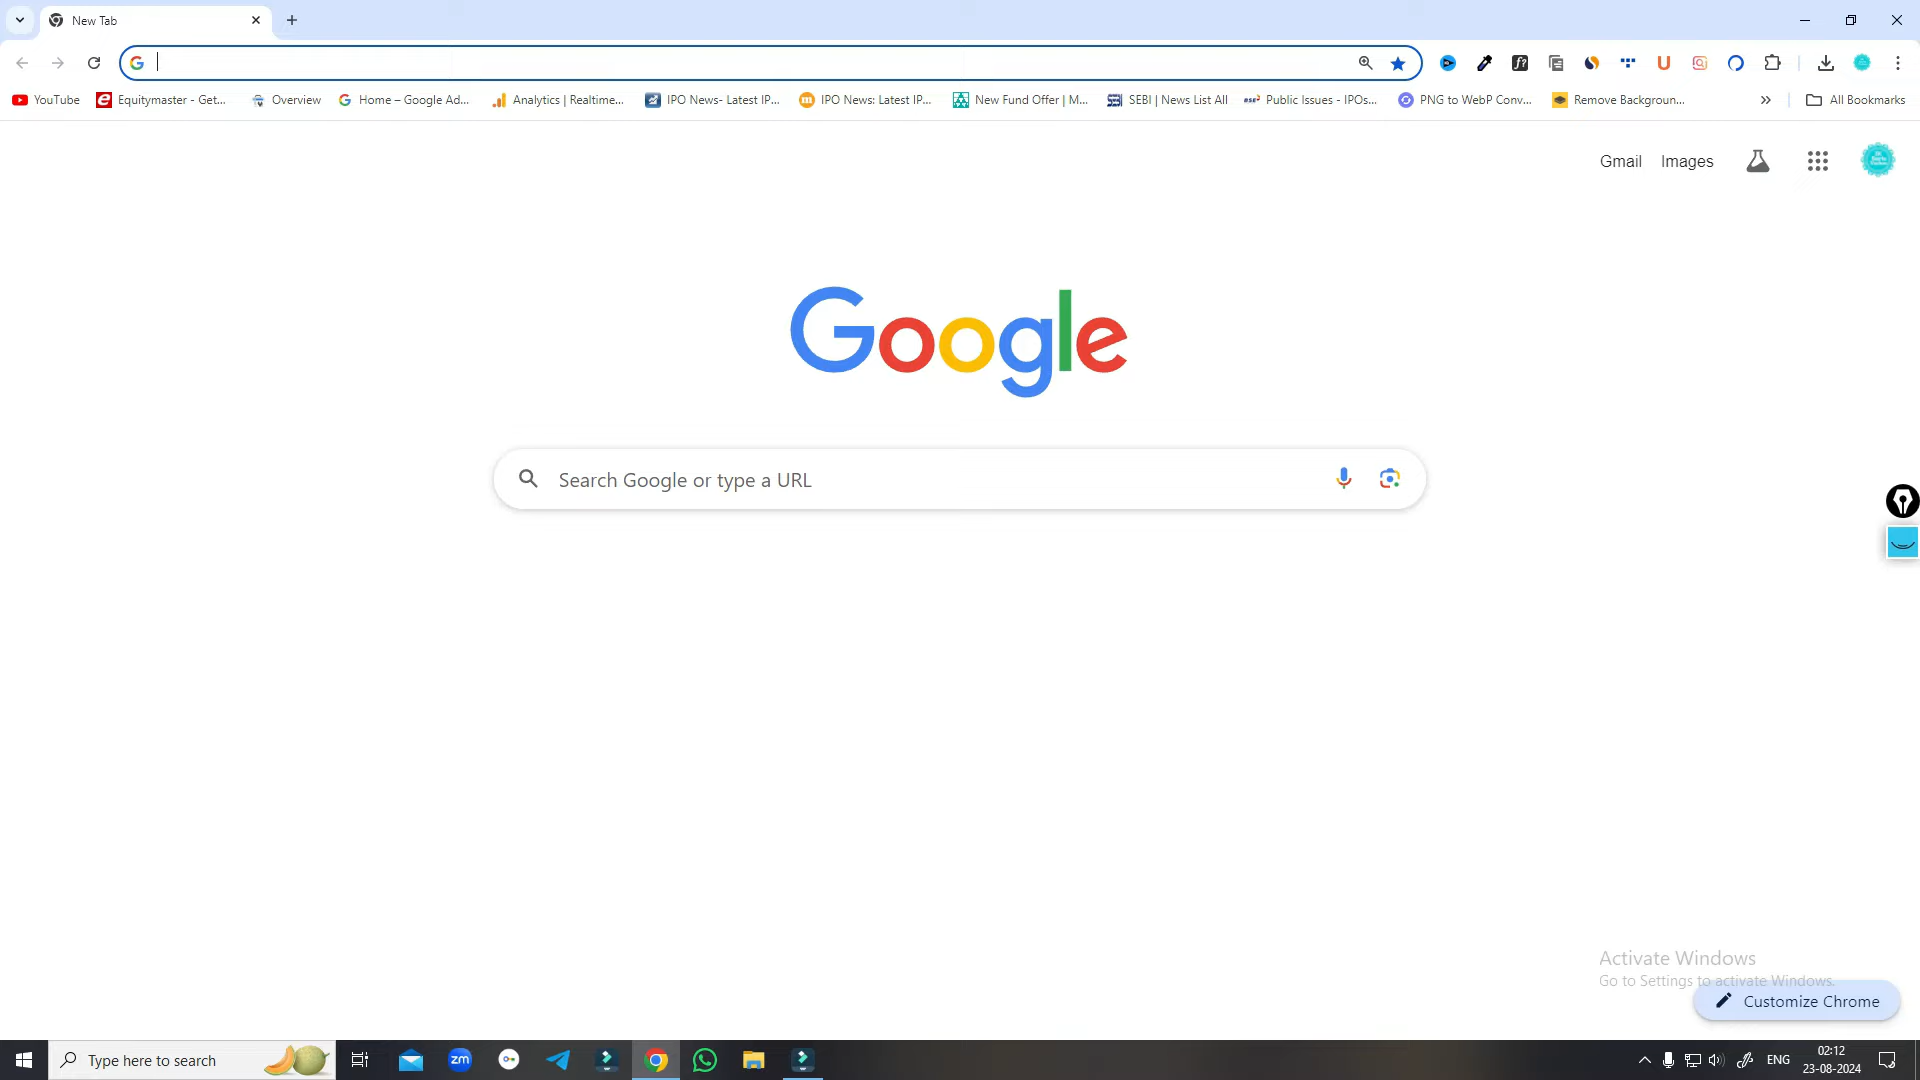 New Tab
YouTube
Equitymaster - Get...
Overview
Home – Google Ad...
Analytics | Realtime...
IPO News- Latest IP...
IPO News: Latest IP...
New Fund Offer | M...
SEBI | News List All
Public Issues - IPOs...
PNG to WebP Conv...
Remove Backgroun...
All Bookmarks
Gmail
Images
Google
Search Google or type a URL
Activate Windows
Go to Settings to activate Windows.
Customize Chrome
Type here to search
zm
ENG
02:12
23-08-2024